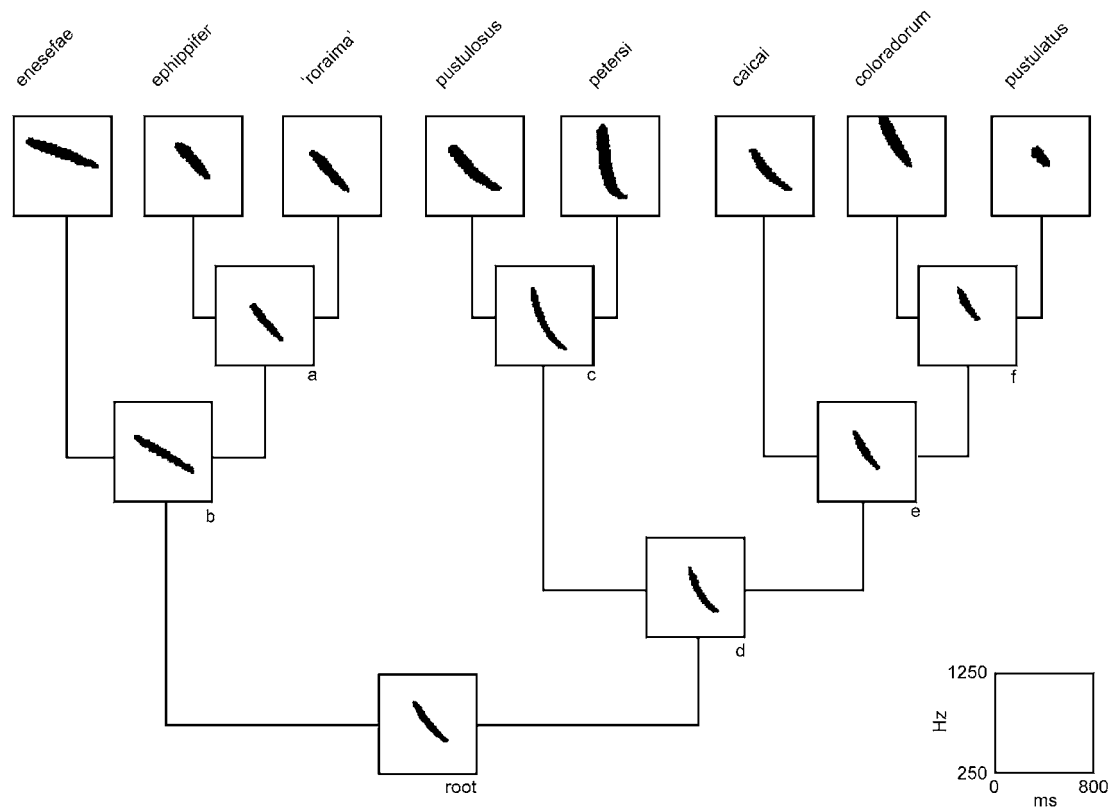 enesefae
ephippifer
'roraima'
pustulosus
petersi
caicai
coloradorum
pustulatus
a
c
f
b
e
d
root
1250
Hz
250
0
800
ms